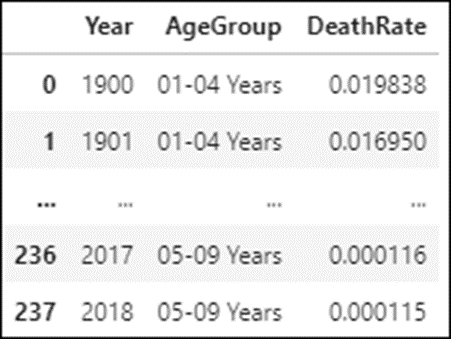 Year AgeGroup DeathRate
0 1900 01-04 Years 0.019838
1 1901 01-04 Years 0.016950
... ... ... ...
236 2017 05-09 Years 0.000116
237 2018 05-09 Years 0.000115